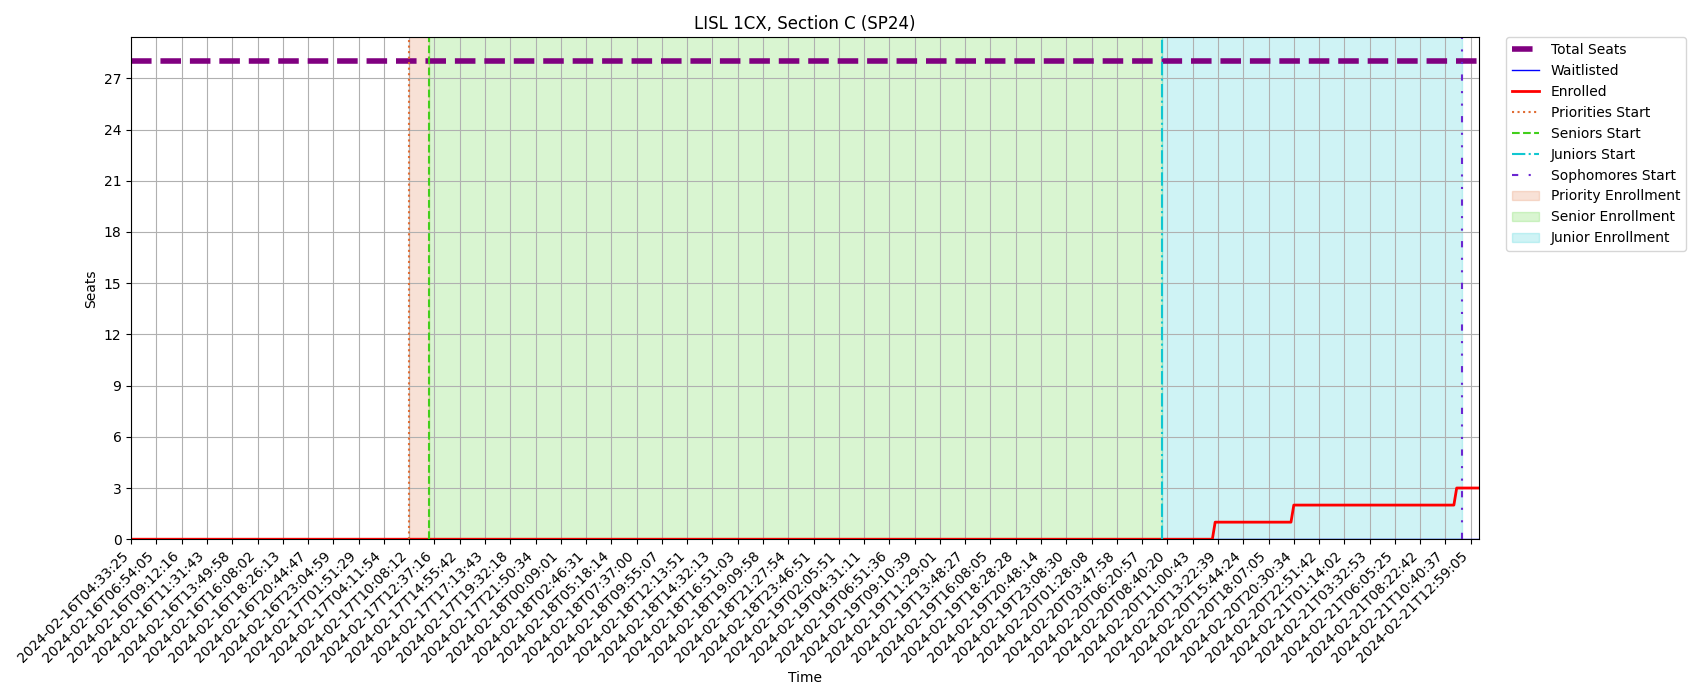 LISL 1CX, Section C (SP24)
Total Seats
Waitlisted
Enrolled
Priorities Start
Seniors Start
Juniors Start
Sophomores Start
Priority Enrollment
Senior Enrollment
Junior Enrollment
Seats
27
24
21
18
15
12
9
6
3
0
2024-02-16T04:33:25
2024-02-16T06:54:05
2024-02-16T09:12:16
2024-02-16T11:31:43
2024-02-16T13:49:58
2024-02-16T16:08:02
2024-02-16T18:26:13
2024-02-16T20:44:47
2024-02-16T23:04:59
2024-02-17T01:51:29
2024-02-17T04:11:54
2024-02-17T10:08:12
2024-02-17T12:37:16
2024-02-17T14:55:42
2024-02-17T17:13:43
2024-02-17T19:32:18
2024-02-17T21:50:34
2024-02-18T00:09:01
2024-02-18T02:46:31
2024-02-18T05:18:14
2024-02-18T07:37:00
2024-02-18T09:55:07
2024-02-18T12:13:51
2024-02-18T14:32:13
2024-02-18T16:51:03
2024-02-18T19:09:58
2024-02-18T21:27:54
2024-02-18T23:46:51
2024-02-19T02:05:51
2024-02-19T04:31:11
2024-02-19T06:51:36
2024-02-19T09:10:39
2024-02-19T11:29:01
2024-02-19T13:48:27
2024-02-19T16:08:05
2024-02-19T18:28:28
2024-02-19T20:48:14
2024-02-19T23:08:30
2024-02-20T01:28:08
2024-02-20T03:47:58
2024-02-20T06:20:57
2024-02-20T08:40:20
2024-02-20T11:00:43
2024-02-20T13:22:39
2024-02-20T15:44:24
2024-02-20T18:07:05
2024-02-20T20:30:34
2024-02-20T22:51:42
2024-02-21T01:14:02
2024-02-21T03:32:53
2024-02-21T06:05:25
2024-02-21T08:22:42
2024-02-21T10:40:37
2024-02-21T12:59:05
Time